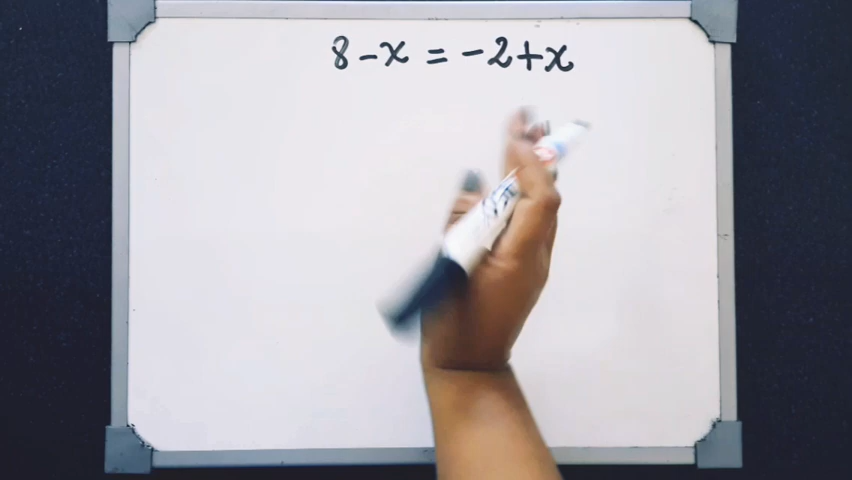 8-x = -2+x